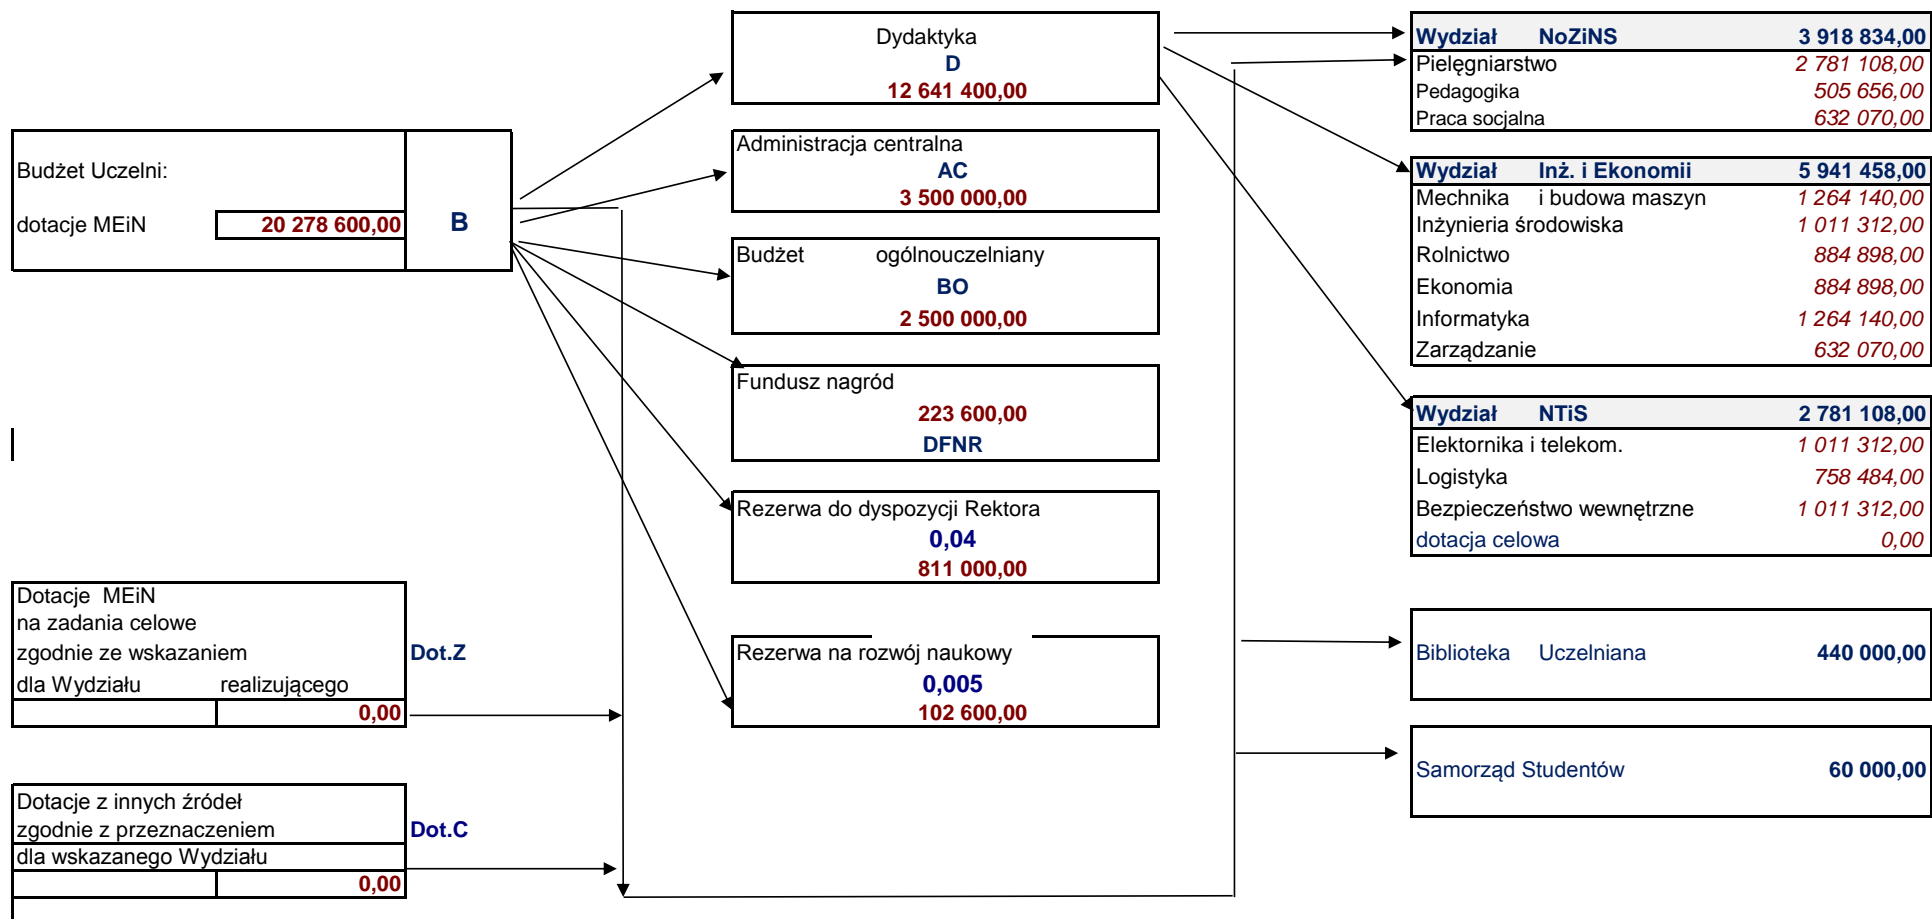 Budżet Uczelni:
dotacje MEiN 20 278 600,00 B
Dotacje MEiN
na zadania celowe
zgodnie ze wskazaniem Dot.Z
dla Wydziału realizującego
0,00
Dotacje z innych źródeł
zgodnie z przeznaczeniem Dot.C
dla wskazanego Wydziału
0,00
Dydaktyka
D
12 641 400,00
Administracja centralna
AC
3 500 000,00
Budżet ogólnouczelniany
BO
2 500 000,00
Fundusz nagród
223 600,00
DFNR
Rezerwa do dyspozycji Rektora
0,04
811 000,00
Rezerwa na rozwój naukowy
0,005
102 600,00
Wydział NoZiNS 3 918 834,00
Pielęgniarstwo 2 781 108,00
Pedagogika 505 656,00
Praca socjalna 632 070,00
Wydział Inż. i Ekonomii 5 941 458,00
Mechnika i budowa maszyn 1 264 140,00
Inżynieria środowiska 1 011 312,00
Rolnictwo 884 898,00
Ekonomia 884 898,00
Informatyka 1 264 140,00
Zarządzanie 632 070,00
Wydział NTiS 2 781 108,00
Elektornika i telekom. 1 011 312,00
Logistyka 758 484,00
Bezpieczeństwo wewnętrzne 1 011 312,00
dotacja celowa 0,00
Biblioteka Uczelniana 440 000,00
Samorząd Studentów 60 000,00